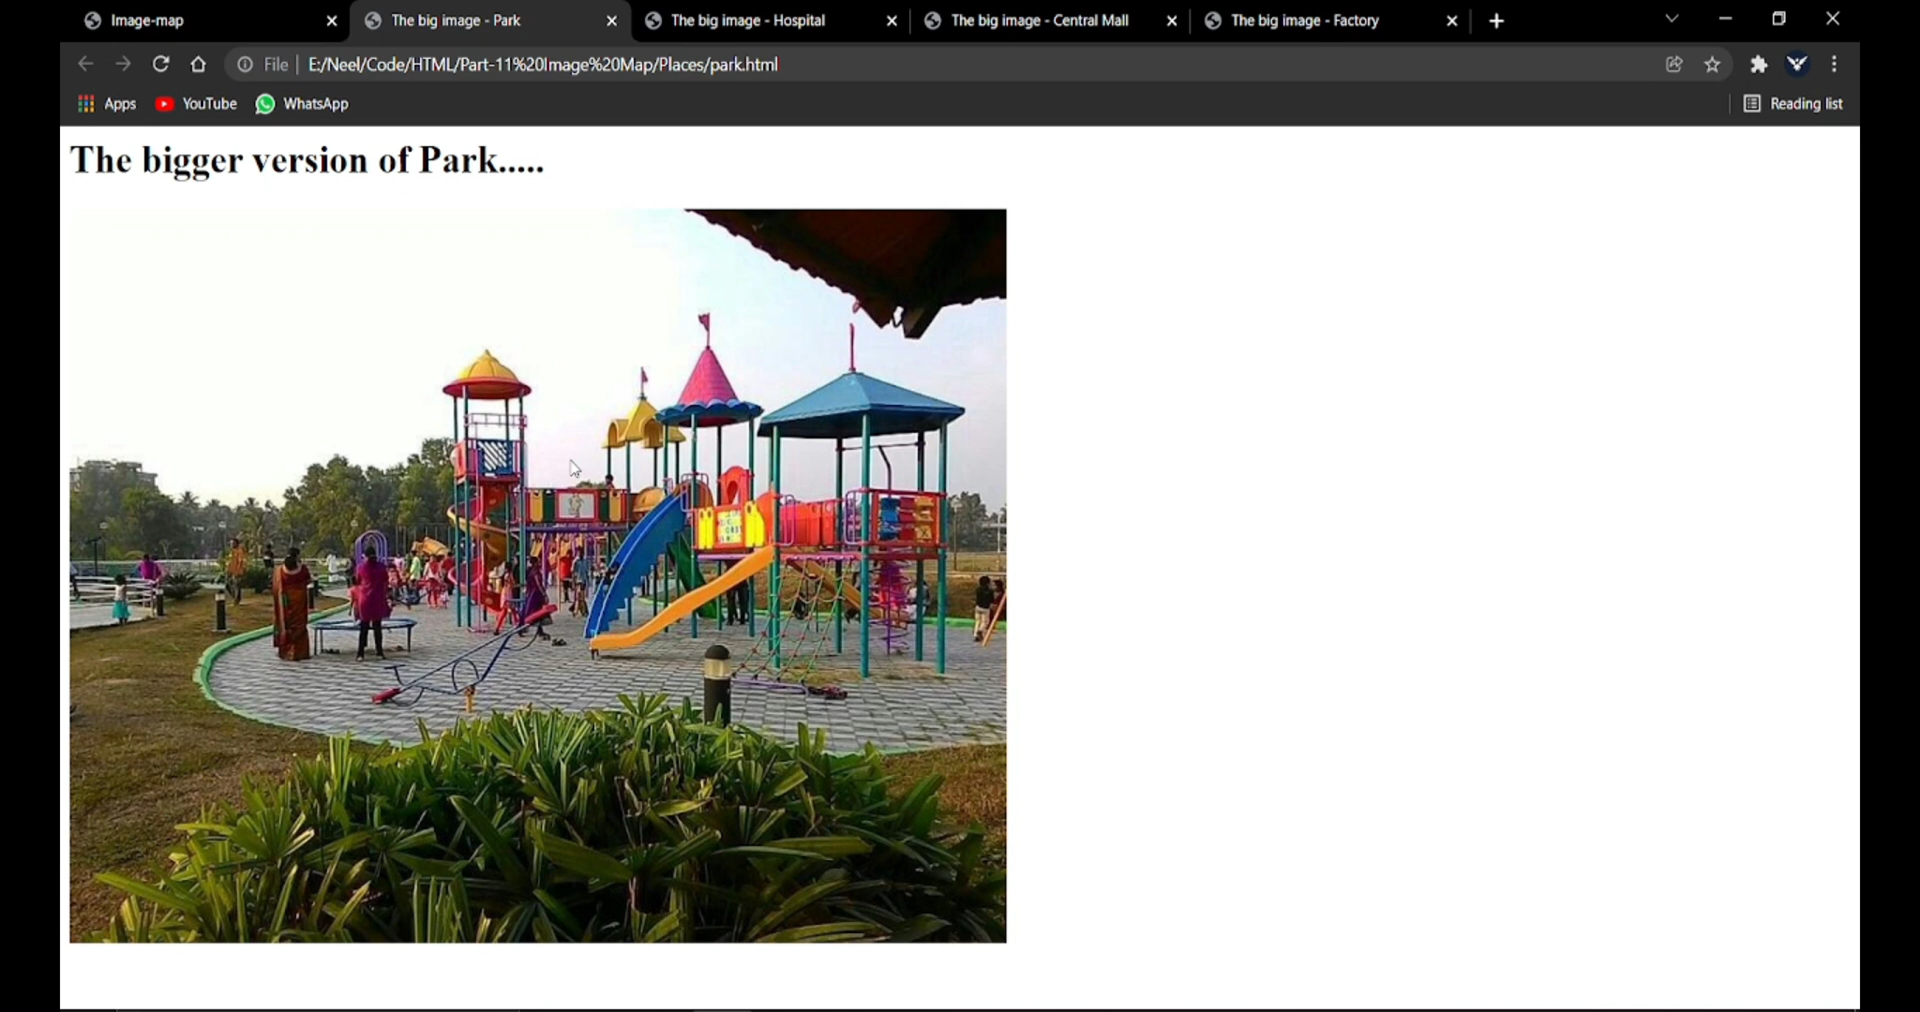 Image-map
The big image - Park
The big image - Hospital
The big image - Central Mall
The big image - Factory
File
E:/Neel/Code/HTML/Part-11%20Image%20Map/Places/park.html
Apps
YouTube
WhatsApp
Reading list
The bigger version of Park.....